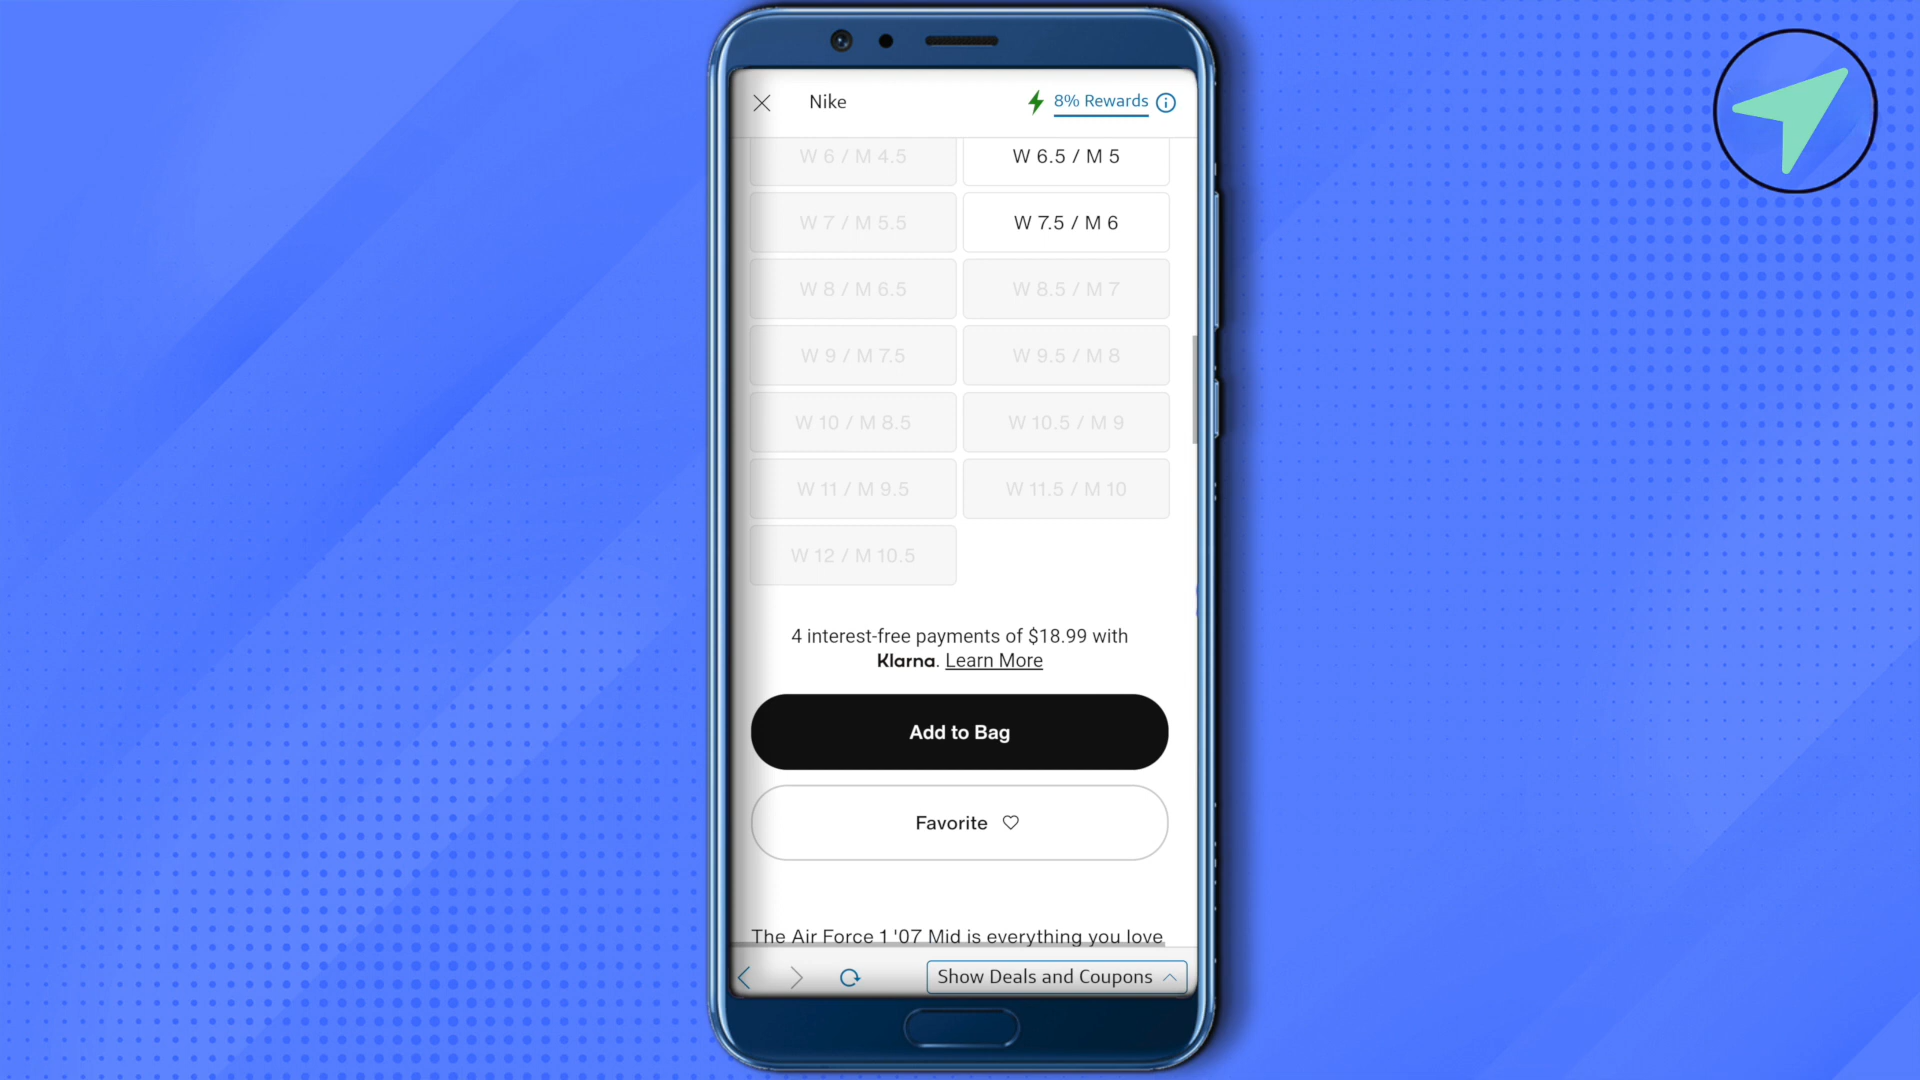 Nike
8% Rewards
W 6 / M 4.5
W 6.5 / M 5
W 7 / M 5.5
W 7.5 / M 6
W 8 / M 6.5
W 8.5 / M 7
W 9 / M 7.5
W 9.5 / M 8
W 10 / M 8.5
W 10.5 / M 9
W 11 / M 9.5
W 11.5 / M 10
W 12 / M 10.5
4 interest-free payments of $18.99 with
Klarna. Learn More
Add to Bag
Favorite
The Air Force 1 '07 Mid is everything you love
Show Deals and Coupons